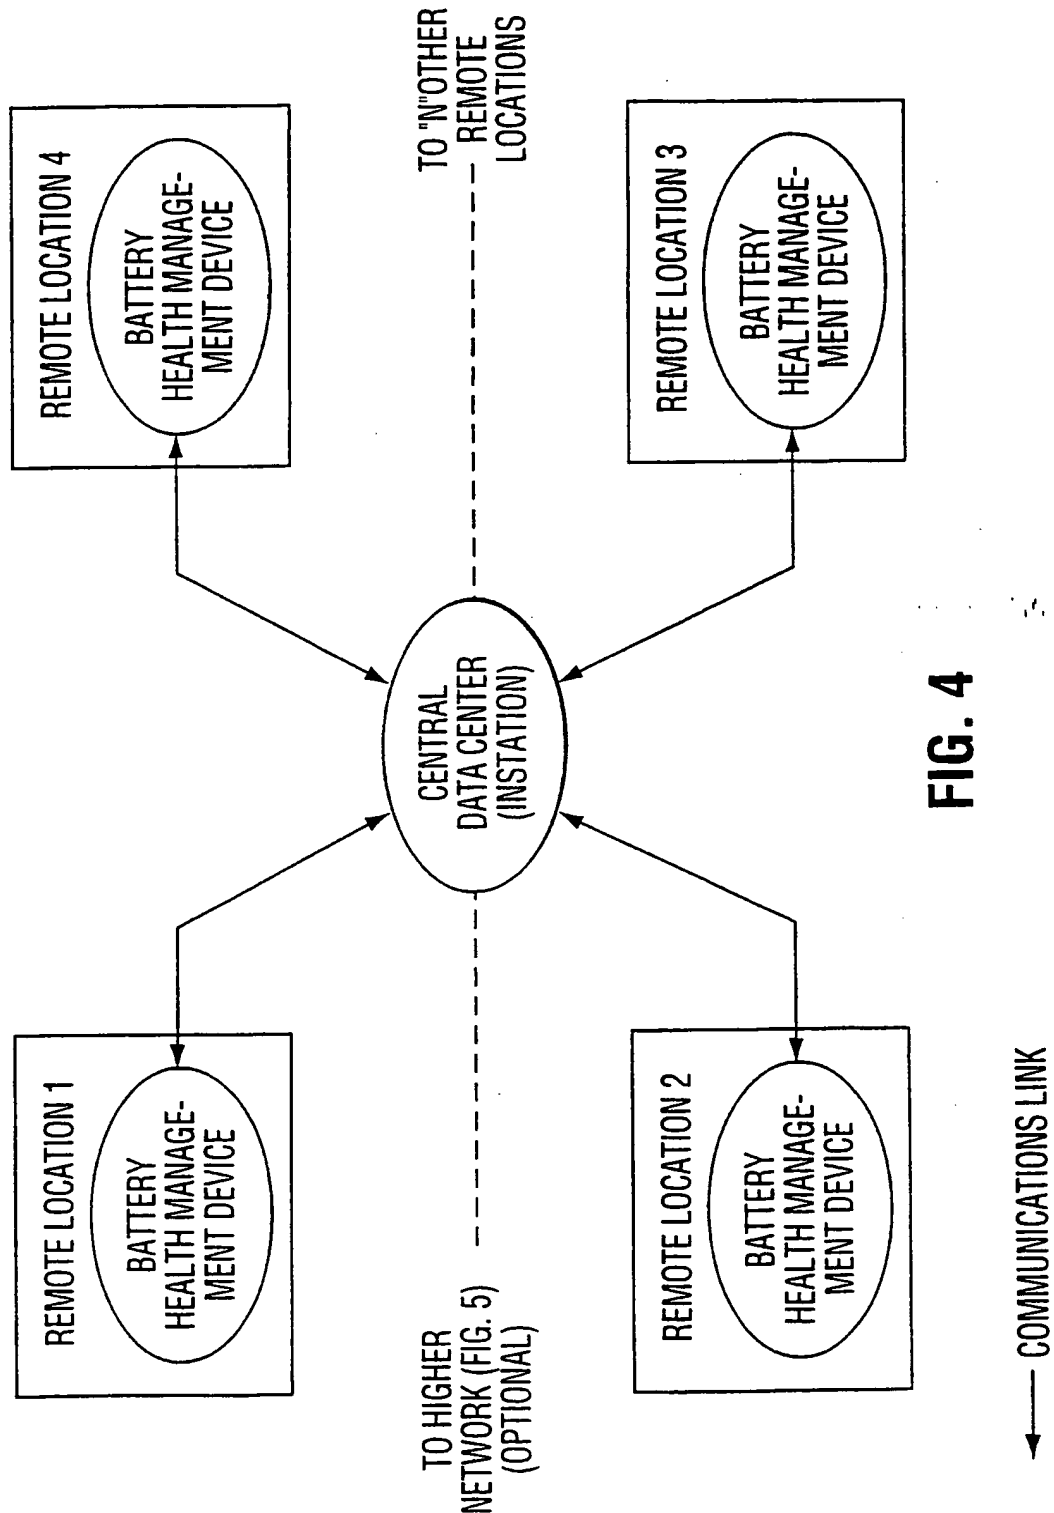 REMOTE LOCATION 1
BATTERY
HEALTH MANAGE-
MENT DEVICE
REMOTE LOCATION 4
BATTERY
HEALTH MANAGE-
MENT DEVICE
TO HIGHER
NETWORK (FIG. 5)
(OPTIONAL)
CENTRAL
DATA CENTER
(INSTATION)
TO "N"OTHER
REMOTE
LOCATIONS
REMOTE LOCATION 2
BATTERY
HEALTH MANAGE-
MENT DEVICE
REMOTE LOCATION 3
BATTERY
HEALTH MANAGE-
MENT DEVICE
FIG. 4
COMMUNICATIONS LINK